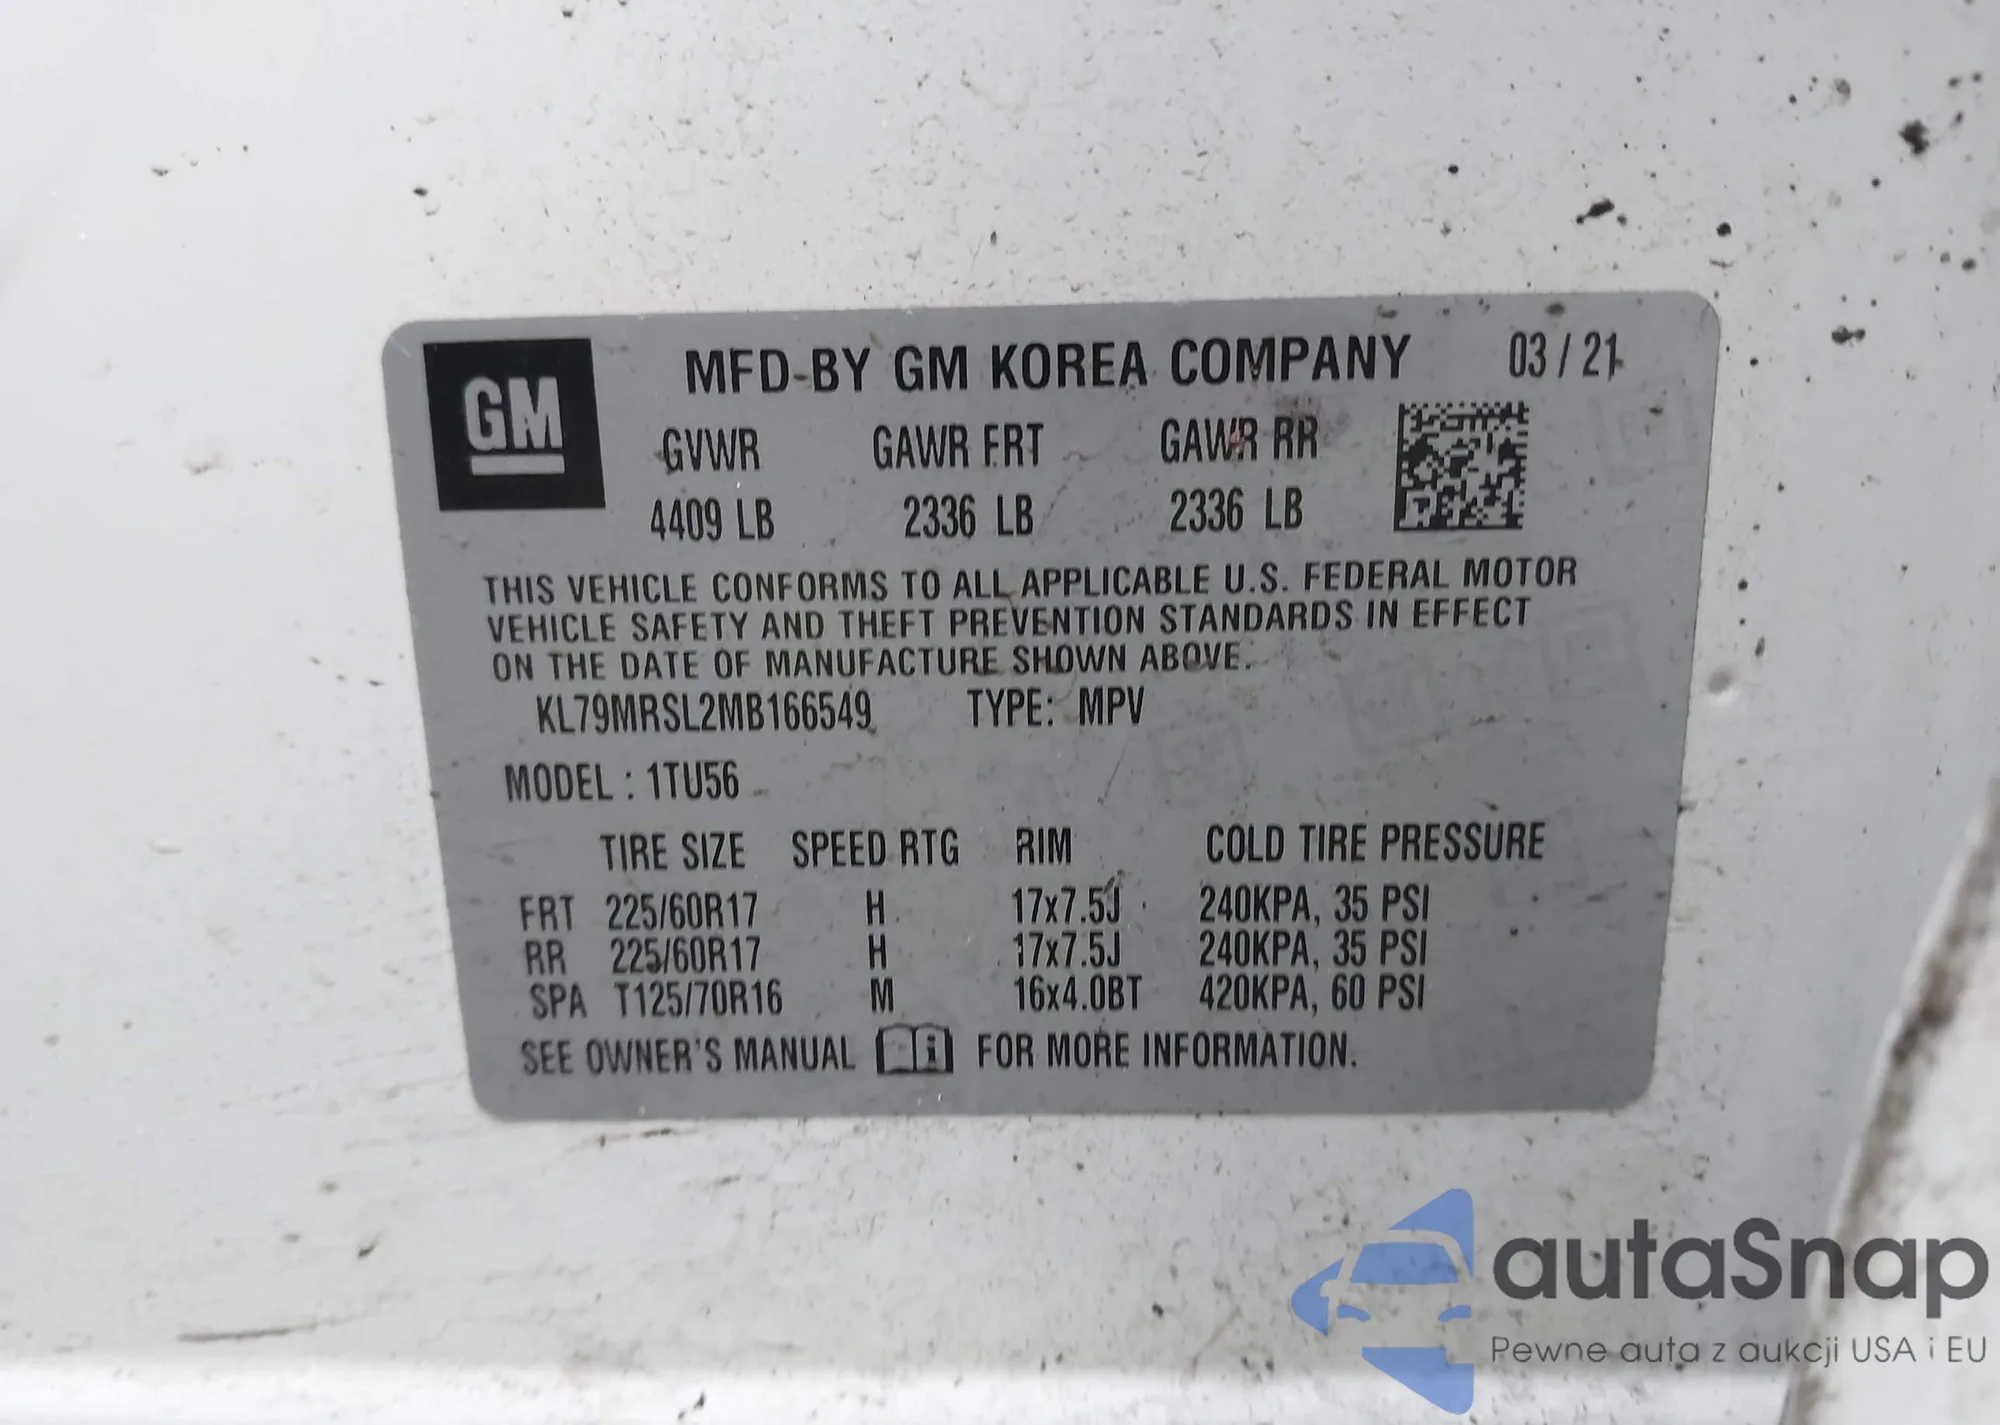 GM
MFD-BY GM KOREA COMPANY 03/21
GVWR GAWR FRT GAWR RR
4409 LB 2336 LB 2336 LB
THIS VEHICLE CONFORMS TO ALL APPLICABLE U.S. FEDERAL MOTOR
VEHICLE SAFETY AND THEFT PREVENTION STANDARDS IN EFFECT
ON THE DATE OF MANUFACTURE SHOWN ABOVE.
KL79MRSL2MB166549 TYPE: MPV
MODEL : 1TU56
TIRE SIZE SPEED RTG RIM COLD TIRE PRESSURE
FRT 225/60R17 H 17x7.5J 240KPA, 35 PSI
RR 225/60R17 H 17x7.5J 240KPA, 35 PSI
SPA T125/70R16 M 16x4.0BT 420KPA, 60 PSI
SEE OWNER'S MANUAL i FOR MORE INFORMATION.
autaSnap
Pewne auta z aukcji USA i EU